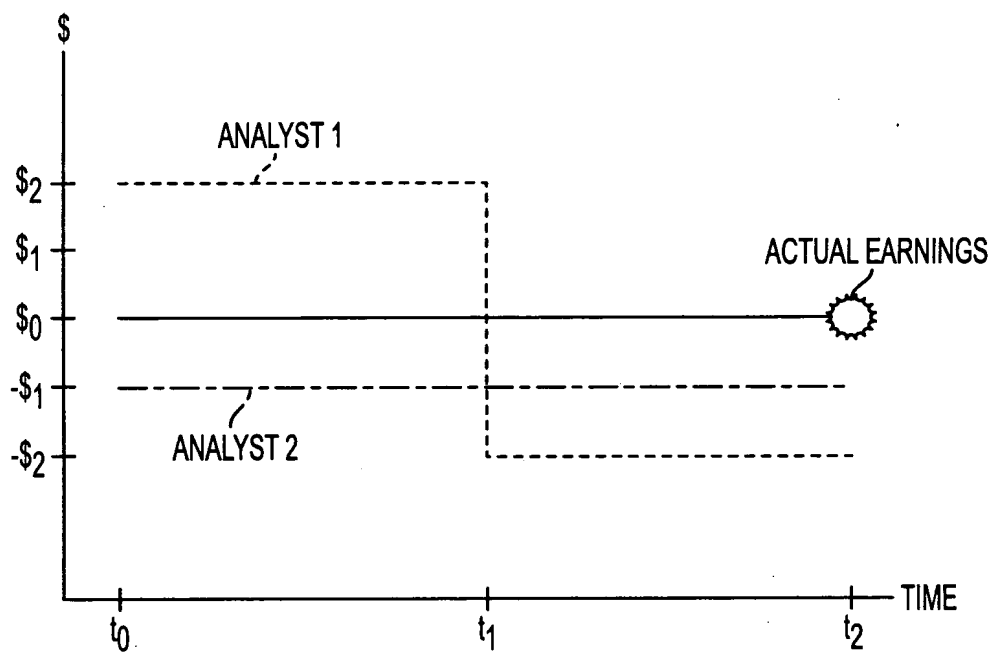 $
ANALYST 1
$2
$1
ACTUAL EARNINGS
$0
-$1
ANALYST 2
-$2
TIME
t0
t1
t2